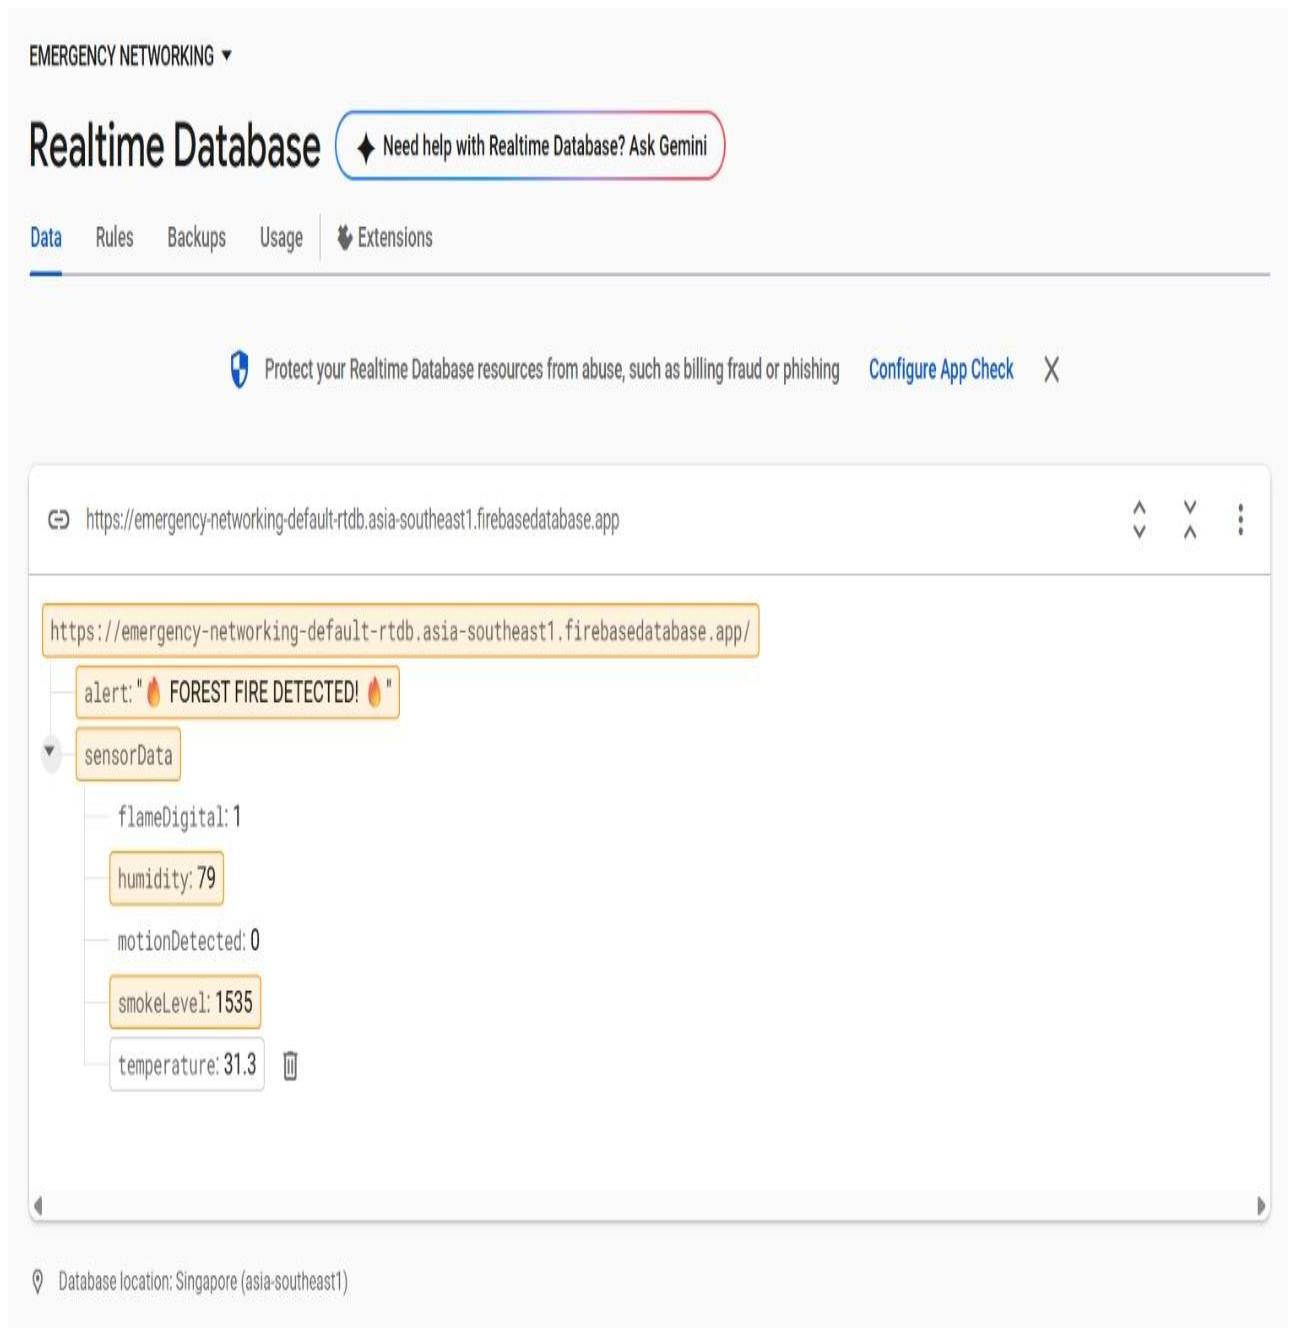 EMERGENCY NETWORKING
Realtime Database
Need help with Realtime Database? Ask Gemini
Data Rules Backups Usage Extensions
Protect your Realtime Database resources from abuse, such as billing fraud or phishing Configure App Check
https://emergency-networking-default-rtdb.asia-southeast1.firebasedatabase.app
https://emergency-networking-default-rtdb.asia-southeast1.firebasedatabase.app/
alert: "🔥 FOREST FIRE DETECTED! 🔥"
sensorData
flameDigital: 1
humidity: 79
motionDetected: 0
smokeLevel: 1535
temperature: 31.3
Database location: Singapore (asia-southeast1)